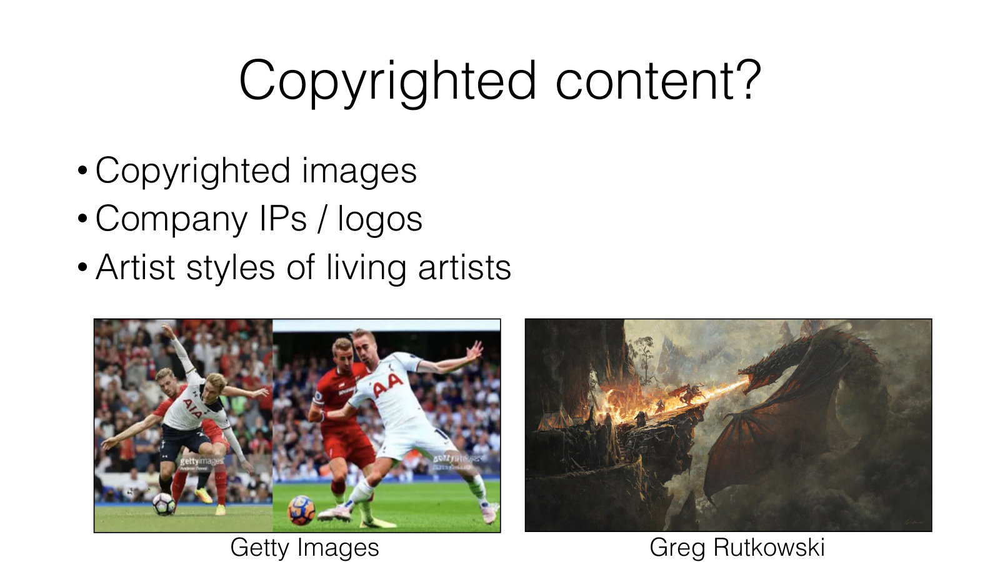 Copyrighted content?
• Copyrighted images
• Company IPs / logos
• Artist styles of living artists
AIA
gettyimages
AA
Getty Images
Greg Rutkowski